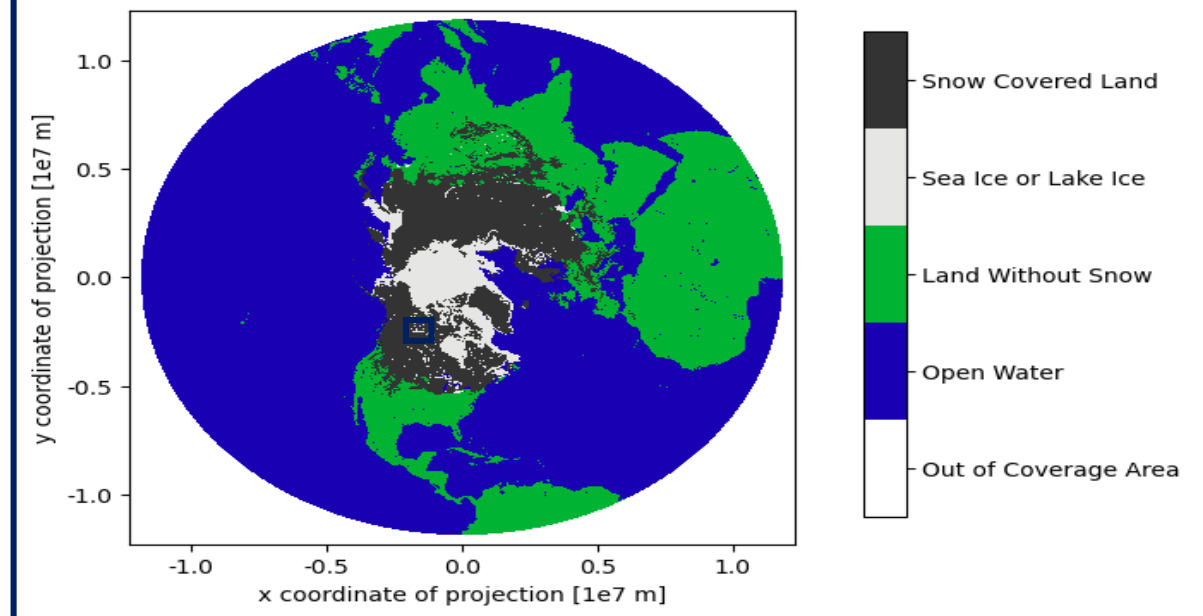 1.0
0.5
0.0
-0.5
-1.0
y coordinate of projection [1e7 m]
-1.0 -0.5 0.0 0.5 1.0
x coordinate of projection [1e7 m]
Snow Covered Land
Sea Ice or Lake Ice
Land Without Snow
Open Water
Out of Coverage Area